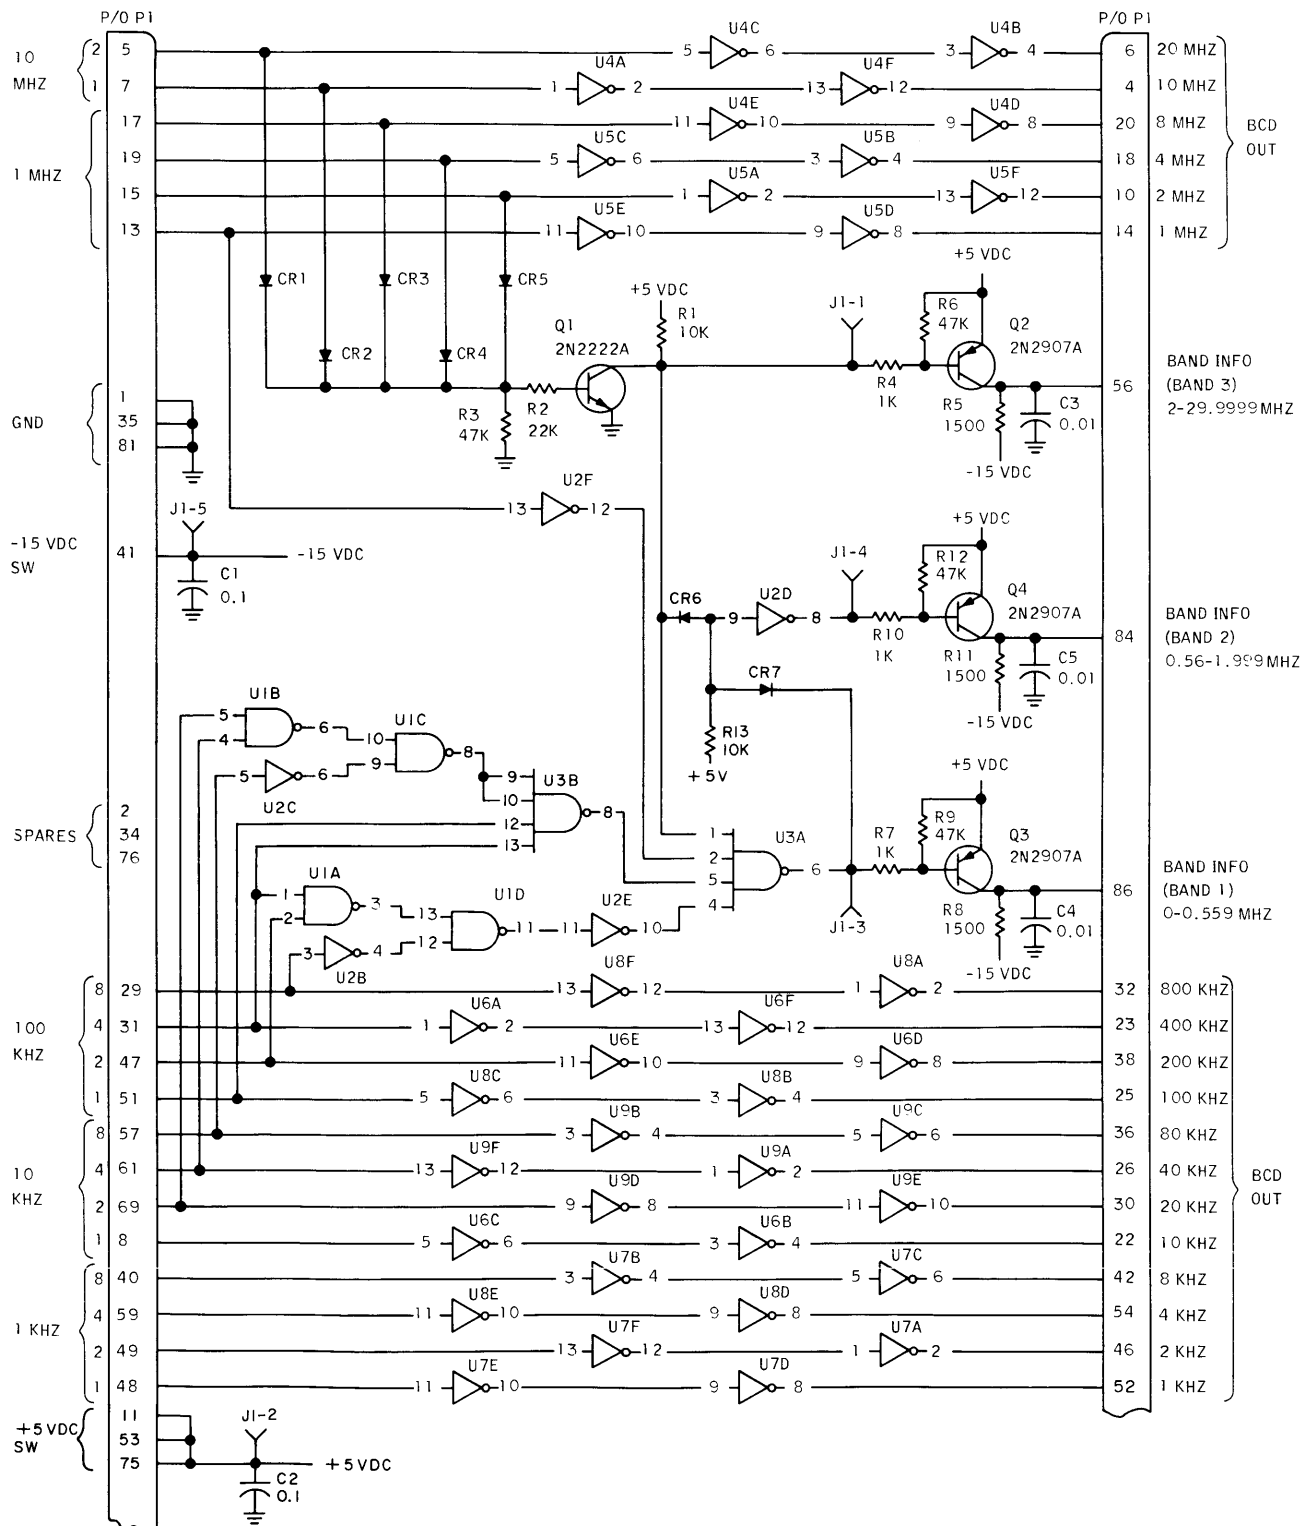 P/O P1 P/O P1
10 MHZ
2 5 5 U4C 6 3 U4B 4 6 20 MHZ
1 7 1 U4A 2 13 U4F 12 4 10 MHZ
1 MHZ
17 11 U4E 10 9 U4D 8 20 8 MHZ
19 5 U5C 6 3 U5B 4 18 4 MHZ
15 1 U5A 2 13 U5F 12 10 2 MHZ
13 11 U5E 10 9 U5D 8 14 1 MHZ
BCD OUT
CR1 CR3 CR5
CR2 CR4
+5 VDC
R1 10K
Q1 2N2222A
R3 47K
R2 22K
J1-1
R4 1K
+5 VDC
R6 47K
Q2 2N2907A
R5 1500
C3 0.01
-15 VDC
56
BAND INFO
(BAND 3)
2-29.9999MHZ
GND
1
35
81
-15 VDC SW
41
J1-5
-15 VDC
C1 0.1
13 U2F 12
CR6
9 U2D 8
J1-4
R10 1K
+5 VDC
R12 47K
Q4 2N2907A
R11 1500
C5 0.01
-15 VDC
84
BAND INFO
(BAND 2)
0.56-1.999MHZ
CR7
R13 10K
+5V
U1B 5 4 6
U1C 10 9 8
5 U2C 6
U3B 9 10 12 13 8
SPARES
2
34
76
U1A 1 2 3
U1D 13 12 11
11 U2E 10
3 U2B 4
U3A 1 2 5 4 6
J1-3
R7 1K
+5 VDC
R9 47K
Q3 2N2907A
R8 1500
C4 0.01
-15 VDC
86
BAND INFO
(BAND 1)
0-0.559 MHZ
100 KHZ
8 29 13 U8F 12 1 U8A 2 32 800 KHZ
4 31 1 U6A 2 13 U6F 12 23 400 KHZ
2 47 11 U6E 10 9 U6D 8 38 200 KHZ
1 51 5 U8C 6 3 U8B 4 25 100 KHZ
10 KHZ
8 57 3 U9B 4 5 U9C 6 36 80 KHZ
4 61 13 U9F 12 1 U9A 2 26 40 KHZ
2 69 9 U9D 8 11 U9E 10 30 20 KHZ
1 8 5 U6C 6 3 U6B 4 22 10 KHZ
1 KHZ
8 40 3 U7B 4 5 U7C 6 42 8 KHZ
4 59 11 U8E 10 9 U8D 8 54 4 KHZ
2 49 13 U7F 12 1 U7A 2 46 2 KHZ
1 48 11 U7E 10 9 U7D 8 52 1 KHZ
BCD OUT
+5 VDC SW
11
53
75
J1-2
+5VDC
C2 0.1